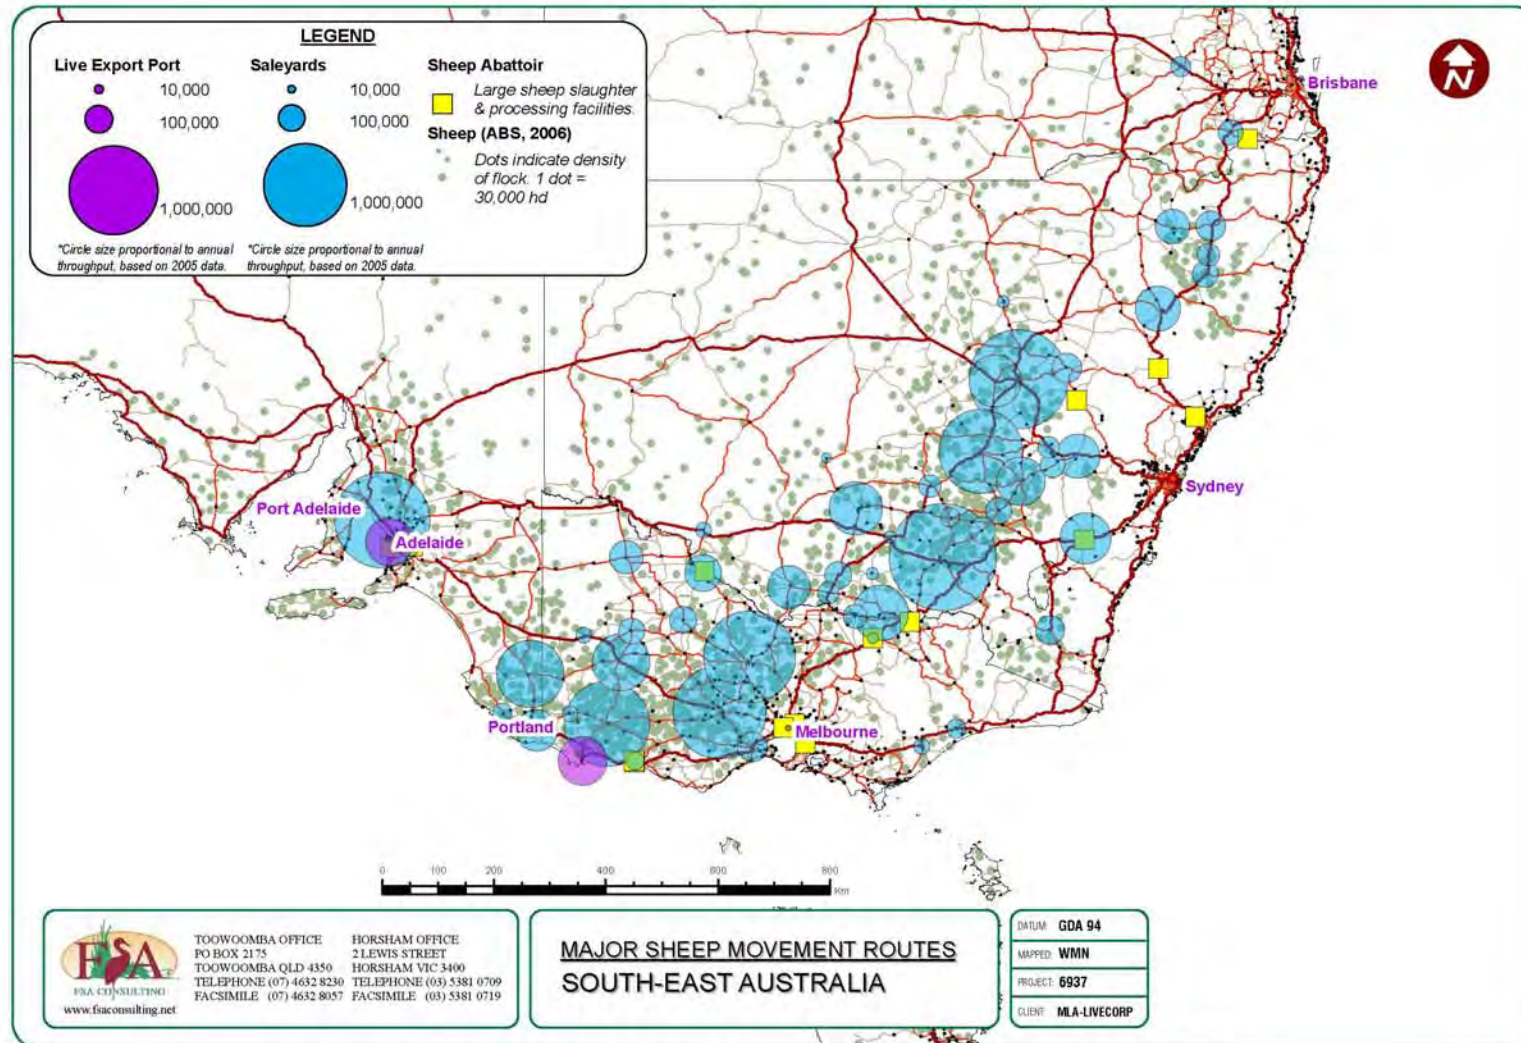 LEGEND
Live Export Port
10,000
100,000
1,000,000
*Circle size proportional to annual
throughput, based on 2005 data.
Saleyards
10,000
100,000
1,000,000
*Circle size proportional to annual
throughput, based on 2005 data.
Sheep Abattoir
Large sheep slaughter
& processing facilities.
Sheep (ABS, 2006)
Dots indicate density
of flock. 1 dot =
30,000 hd
N
Brisbane
Sydney
Port Adelaide
Adelaide
Portland
Melbourne
0 100 200 400 600 800
Km
FSA
FSA CONSULTING
www.fsaconsulting.net
TOOWOOMBA OFFICE
PO BOX 2175
TOOWOOMBA QLD 4350
TELEPHONE (07) 4632 8230
FACSIMILE (07) 4632 8057
HORSHAM OFFICE
2 LEWIS STREET
HORSHAM VIC 3400
TELEPHONE (03) 5381 0709
FACSIMILE (03) 5381 0719
MAJOR SHEEP MOVEMENT ROUTES
SOUTH-EAST AUSTRALIA
DATUM: GDA 94
MAPPED: WMN
PROJECT: 6937
CLIENT: MLA-LIVECORP